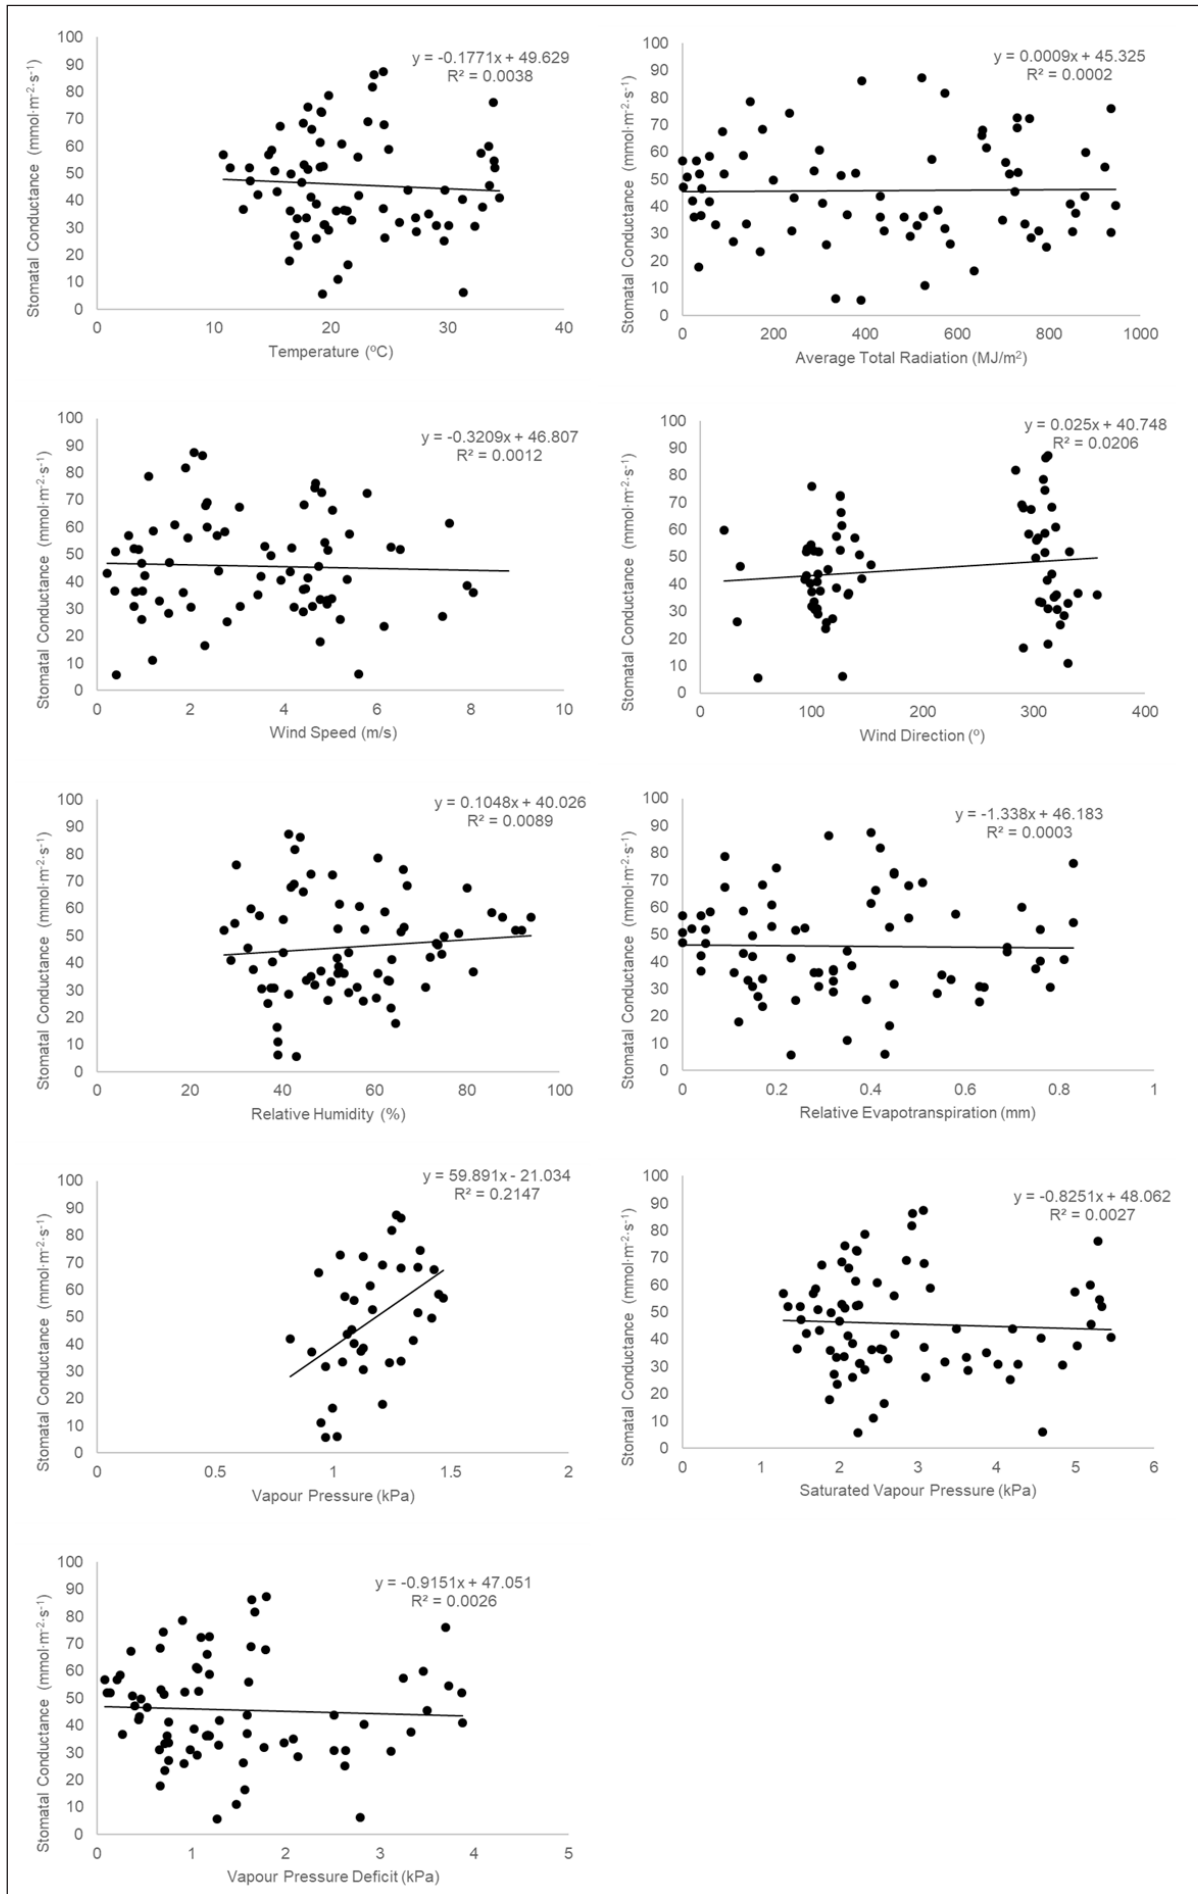 y = -0.1771x + 49.629
R² = 0.0038
Stomatal Conductance (mmol·m⁻²·s⁻¹)
100
90
80
70
60
50
40
30
20
10
0
0 10 20 30 40
Temperature (ºC)
y = 0.0009x + 45.325
R² = 0.0002
Stomatal Conductance (mmol·m⁻²·s⁻¹)
100
90
80
70
60
50
40
30
20
10
0
0 200 400 600 800 1000
Average Total Radiation (MJ/m²)
y = -0.3209x + 46.807
R² = 0.0012
Stomatal Conductance (mmol·m⁻²·s⁻¹)
100
90
80
70
60
50
40
30
20
10
0
0 2 4 6 8 10
Wind Speed (m/s)
y = 0.025x + 40.748
R² = 0.0206
Stomatal Conductance (mmol·m⁻²·s⁻¹)
100
90
80
70
60
50
40
30
20
10
0
0 100 200 300 400
Wind Direction (º)
y = 0.1048x + 40.026
R² = 0.0089
Stomatal Conductance (mmol·m⁻²·s⁻¹)
100
90
80
70
60
50
40
30
20
10
0
0 20 40 60 80 100
Relative Humidity (%)
y = -1.338x + 46.183
R² = 0.0003
Stomatal Conductance (mmol·m⁻²·s⁻¹)
100
90
80
70
60
50
40
30
20
10
0
0 0.2 0.4 0.6 0.8 1
Relative Evapotranspiration (mm)
y = 59.891x - 21.034
R² = 0.2147
Stomatal Conductance (mmol·m⁻²·s⁻¹)
100
90
80
70
60
50
40
30
20
10
0
0 0.5 1 1.5 2
Vapour Pressure (kPa)
y = -0.8251x + 48.062
R² = 0.0027
Stomatal Conductance (mmol·m⁻²·s⁻¹)
100
90
80
70
60
50
40
30
20
10
0
0 1 2 3 4 5 6
Saturated Vapour Pressure (kPa)
y = -0.9151x + 47.051
R² = 0.0026
Stomatal Conductance (mmol·m⁻²·s⁻¹)
100
90
80
70
60
50
40
30
20
10
0
0 1 2 3 4 5
Vapour Pressure Deficit (kPa)